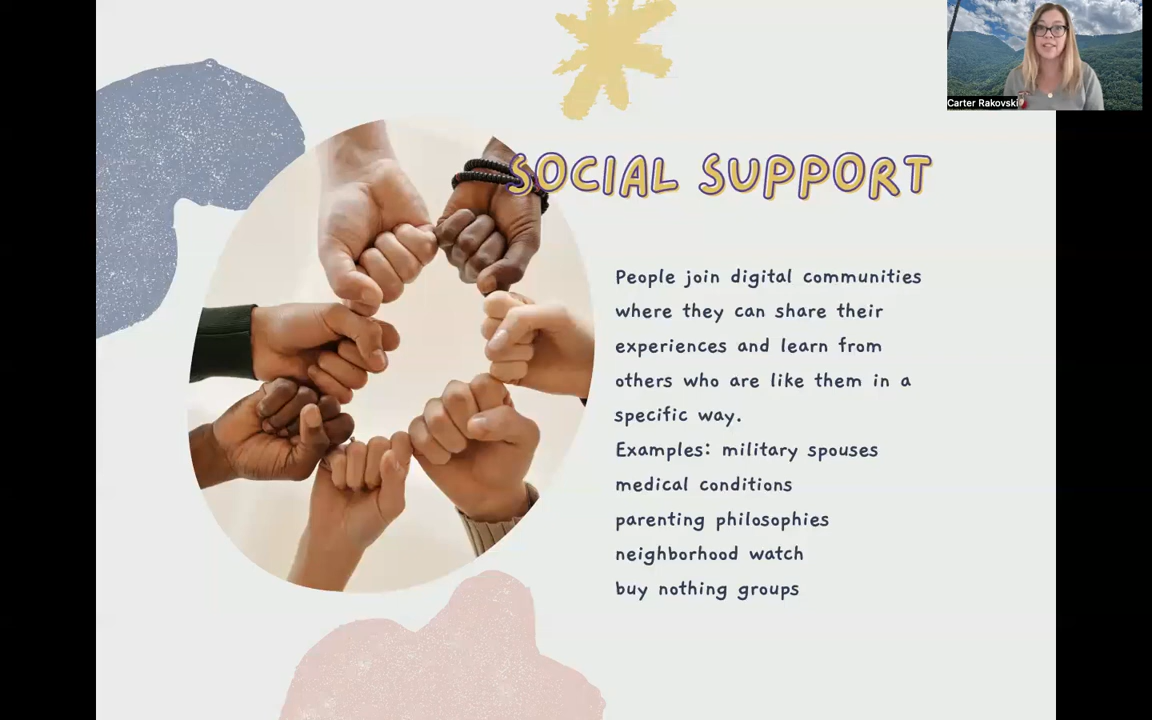 Carter Rakovski
SOCIAL SUPPORT
People join digital communities
where they can share their
experiences and learn from
others who are like them in a
specific way.
Examples: military spouses
medical conditions
parenting philosophies
neighborhood watch
buy nothing groups